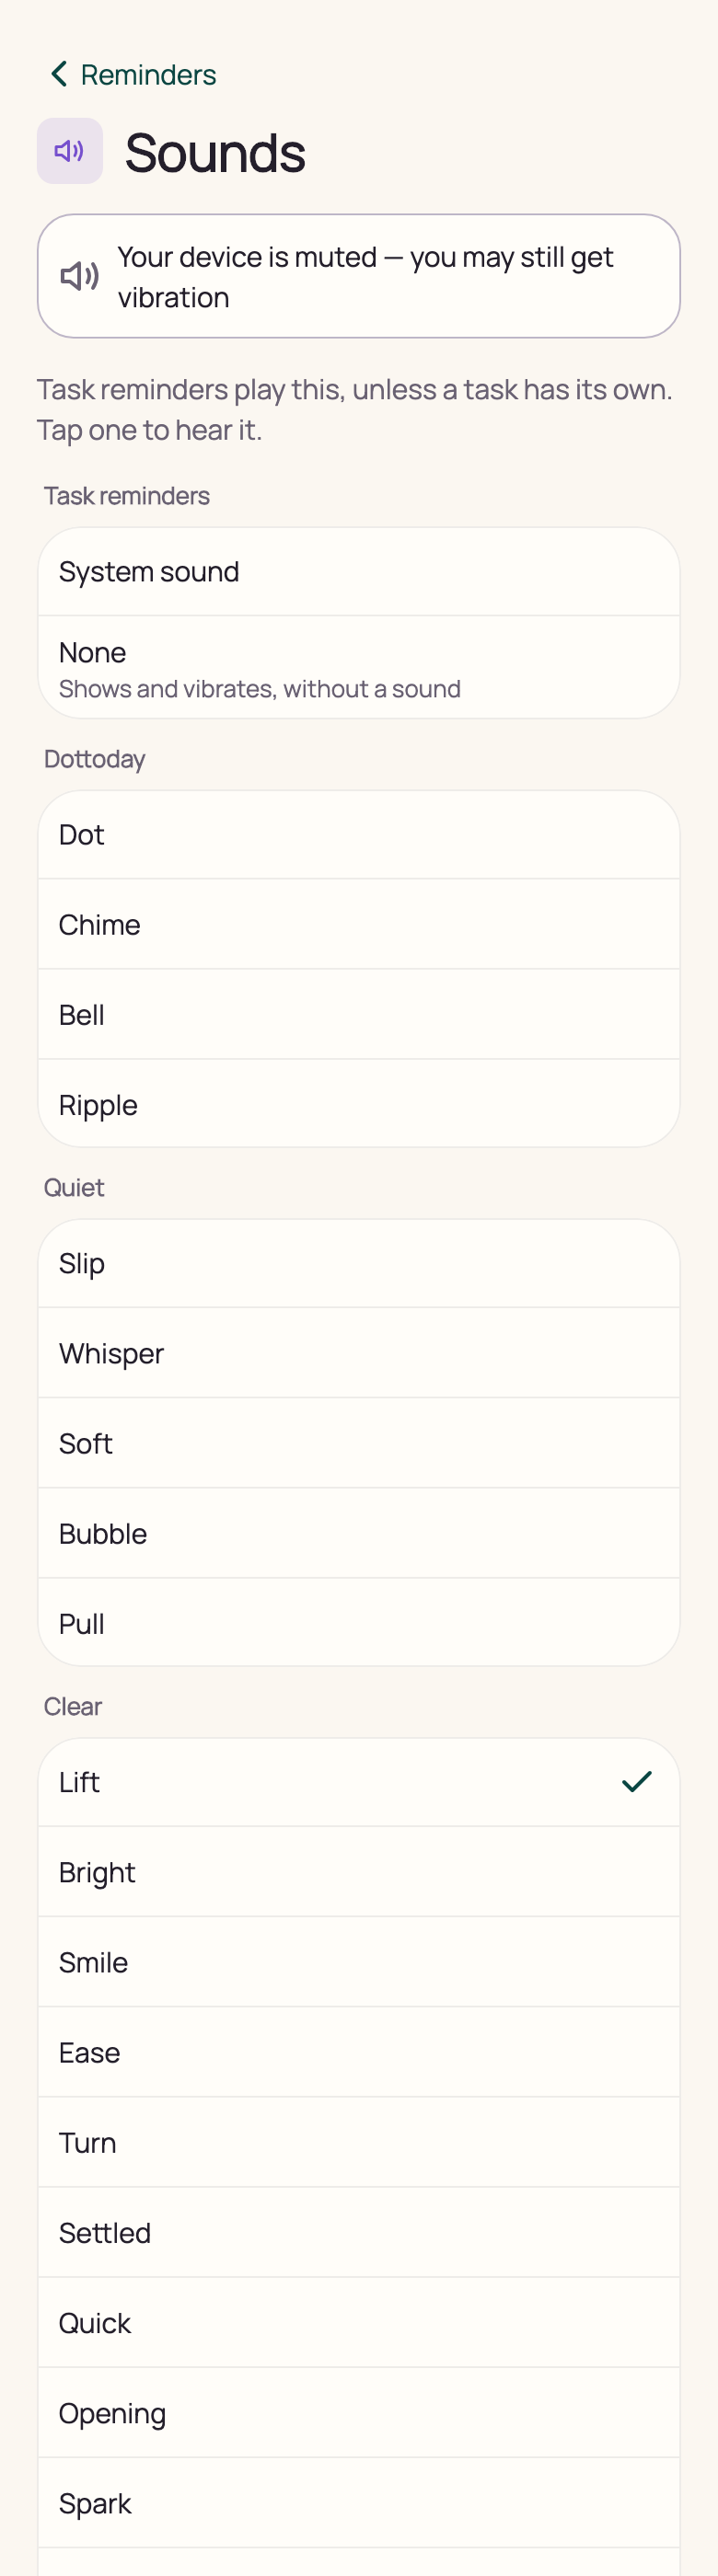 Reminders
Sounds
Your device is muted — you may still get
vibration
Task reminders play this, unless a task has its own.
Tap one to hear it.
Task reminders
System sound
None
Shows and vibrates, without a sound
Dottoday
Dot
Chime
Bell
Ripple
Quiet
Slip
Whisper
Soft
Bubble
Pull
Clear
Lift
Bright
Smile
Ease
Turn
Settled
Quick
Opening
Spark